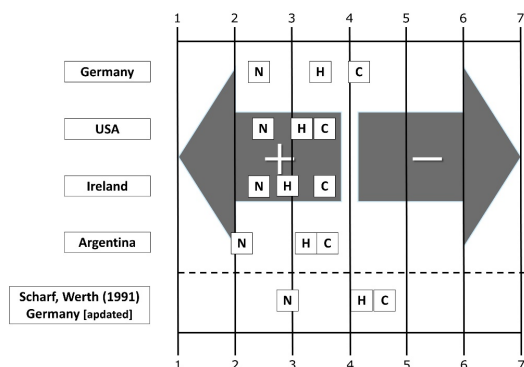 1 2 3 4 5 6 7
Germany N H C
USA N H C
+ −
Ireland N H C
Argentina N H C
Scharf, Werth (1991)
Germany [apdated] N H C
1 2 3 4 5 6 7